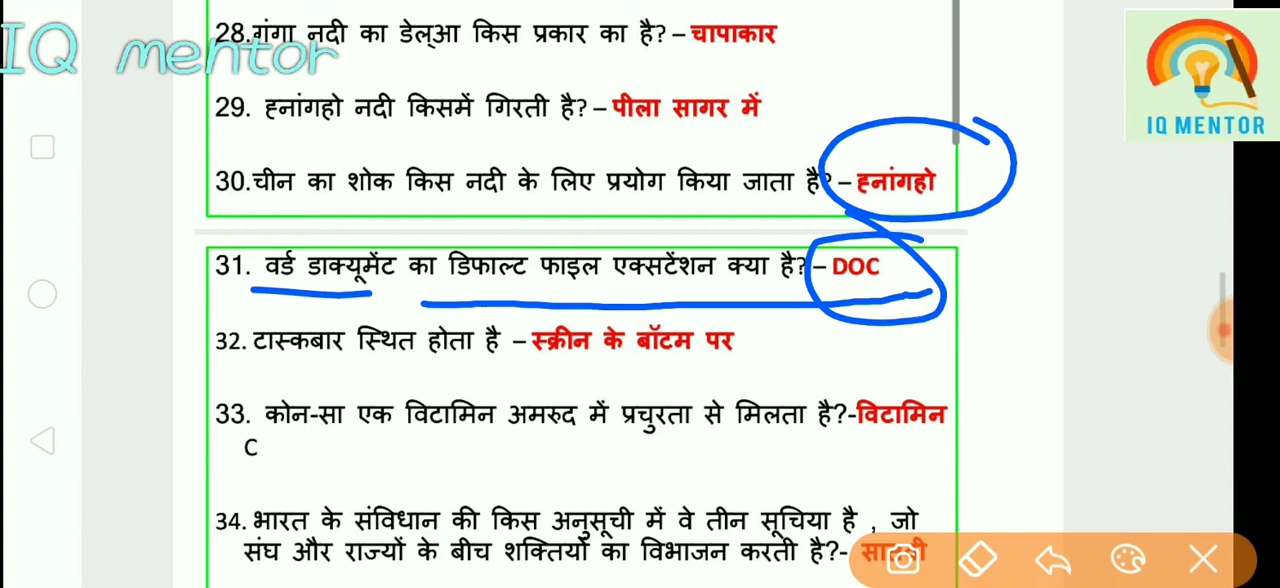 IQ mentor
28.गंगा नदी का डेल्आ किस प्रकार का है? – चापाकार
IQ MENTOR
29. ह्नांगहो नदी किसमें गिरती है? – पीला सागर में
30.चीन का शोक किस नदी के लिए प्रयोग किया जाता है? – ह्नांगहो
31. वर्ड डाक्यूमेंट का डिफाल्ट फाइल एक्सटेंशन क्या है? – DOC
32. टास्कबार स्थित होता है – स्क्रीन के बॉटम पर
33. कोन-सा एक विटामिन अमरुद में प्रचुरता से मिलता है?-विटामिन
C
34. भारत के संविधान की किस अनुसूची में वे तीन सूचिया है , जो
संघ और राज्यों के बीच शक्तियों का विभाजन करती है?-